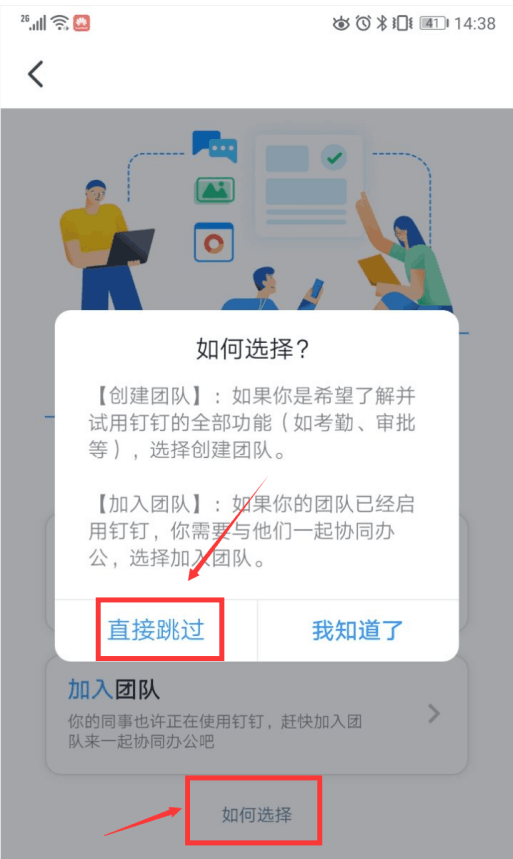 2G 41 14:38
如何选择？
【创建团队】：如果你是希望了解并
试用钉钉的全部功能（如考勤、审批
等），选择创建团队。
【加入团队】：如果你的团队已经启
用钉钉，你需要与他们一起协同办
公，选择加入团队。
直接跳过 我知道了
加入团队
你的同事也许正在使用钉钉，赶快加入团
队来一起协同办公吧
如何选择